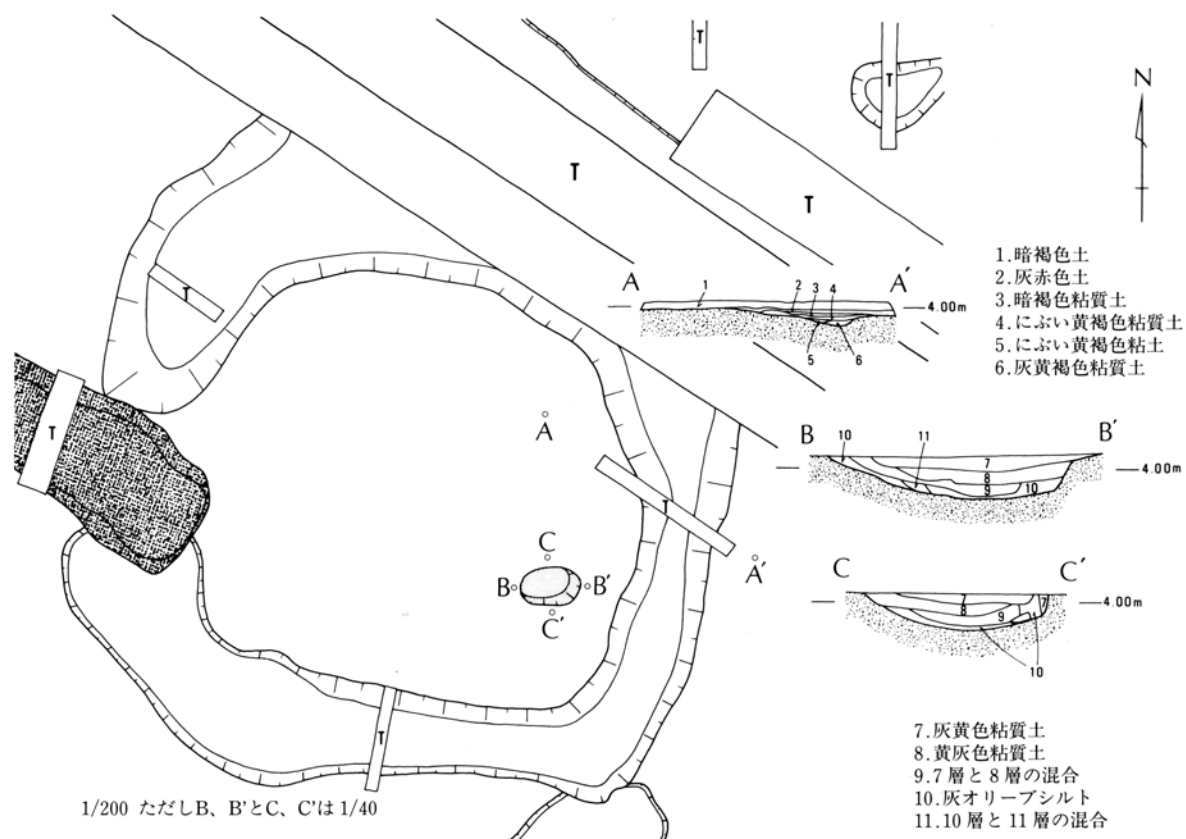 T
T
T
T
N
T
T
T
T
T
A
A′
1
2
3
4
4.00m
5
6
1.暗褐色土
2.灰赤色土
3.暗褐色粘質土
4.にぶい黄褐色粘質土
5.にぶい黄褐色粘土
6.灰黄褐色粘質土
A
A′
B
B′
C
C′
B
B′
10
11
7
8
9
10
4.00m
C
C′
7
8
9
7
11
10
4.00m
7.灰黄色粘質土
8.黄灰色粘質土
9.7層と8層の混合
10.灰オリーブシルト
11.10層と11層の混合
1/200 ただしB、B'とC、C'は1/40